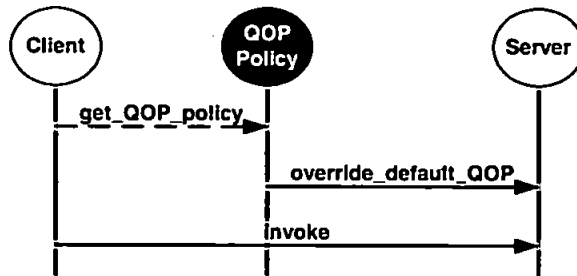 Client
QOP
Policy
Server
get_QOP_policy
override_default_QOP
invoke